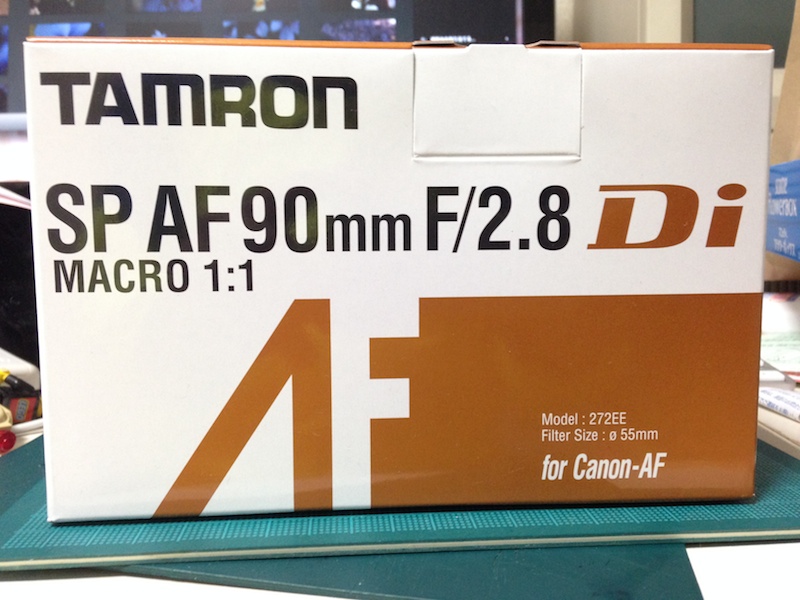 TAMRON
SP AF 90mm F/2.8 Di
MACRO 1:1
AF
Model : 272EE
Filter Size : ø 55mm
for Canon-AF